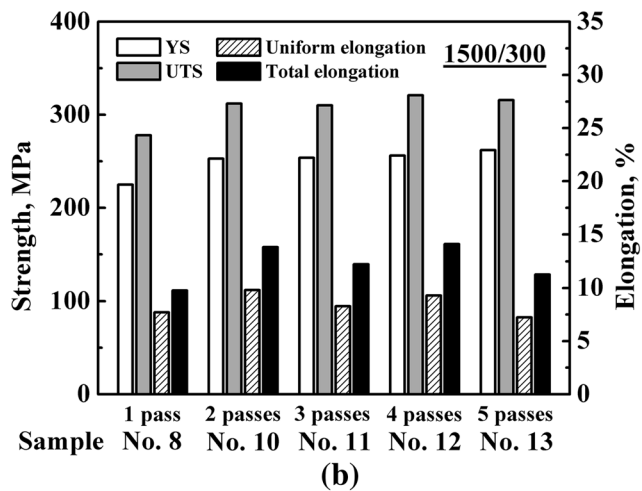 400
300
200
100
0
Strength, MPa
YS
UTS
Uniform elongation
Total elongation
1500/300
35
30
25
20
15
10
5
0
Elongation, %
1 pass 2 passes 3 passes 4 passes 5 passes
Sample No. 8 No. 10 No. 11 No. 12 No. 13
(b)